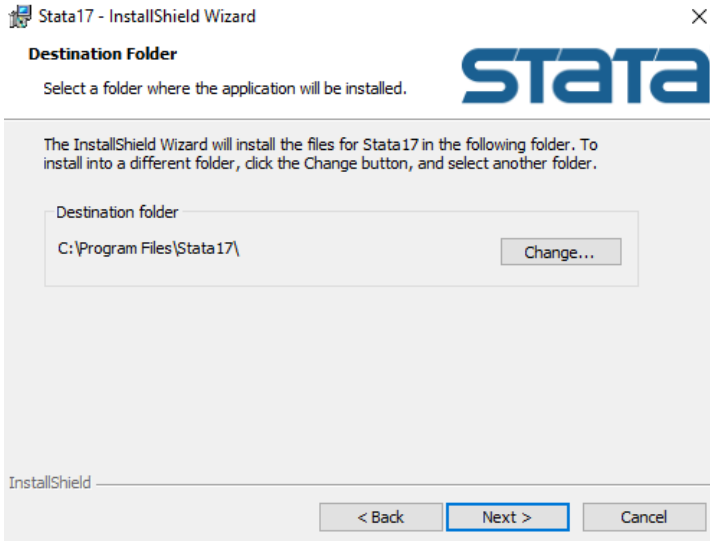 Stata17 - InstallShield Wizard
Destination Folder
Select a folder where the application will be installed.
STATA
The InstallShield Wizard will install the files for Stata17 in the following folder. To
install into a different folder, click the Change button, and select another folder.
Destination folder
C:\Program Files\Stata17\
Change...
InstallShield
< Back
Next >
Cancel